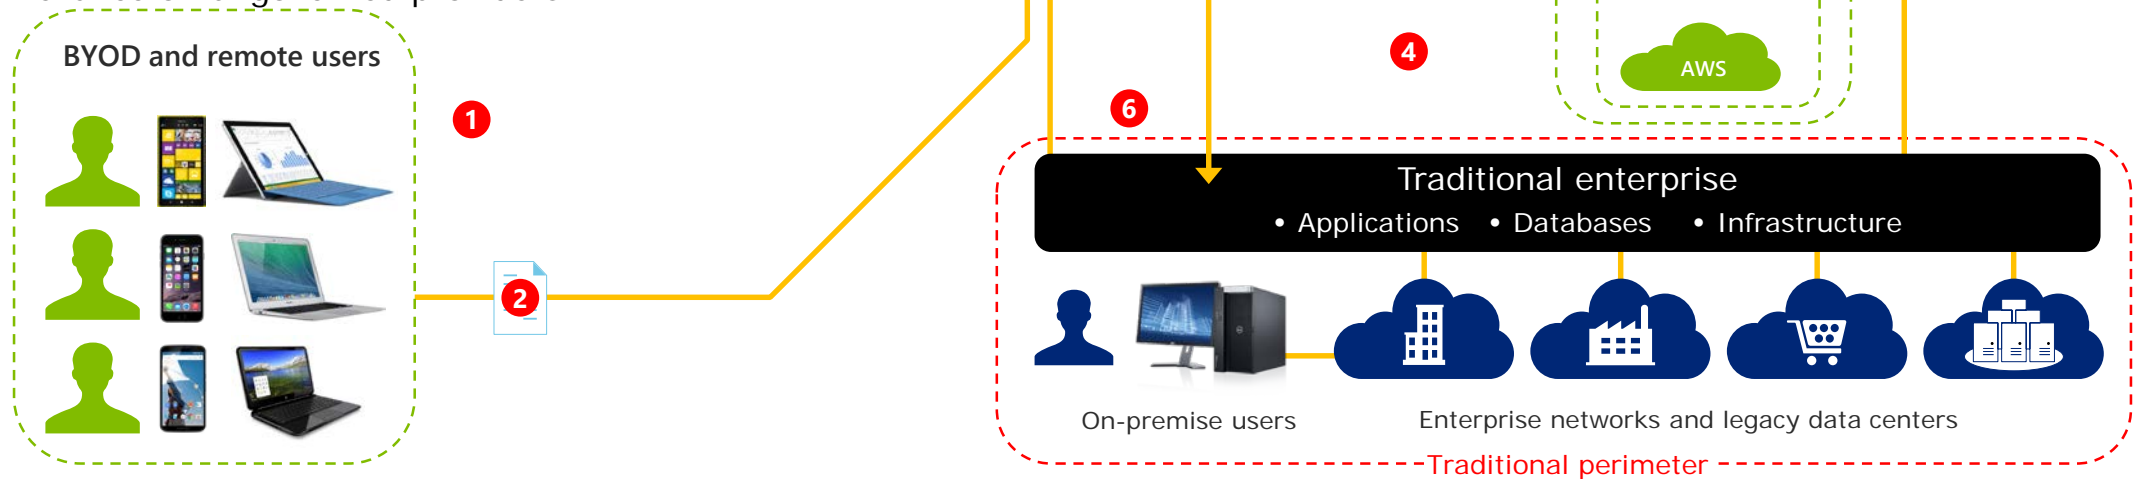 BYOD and remote users
1
2
4
6
AWS
Traditional enterprise
• Applications • Databases • Infrastructure
On-premise users
Enterprise networks and legacy data centers
Traditional perimeter